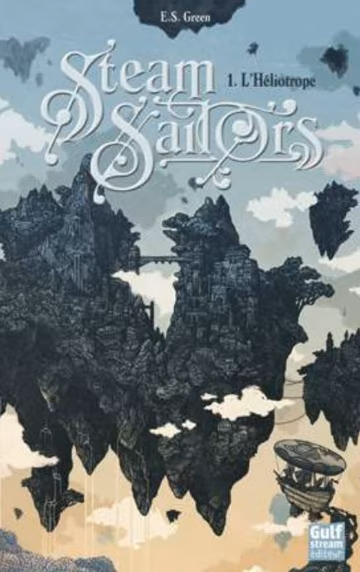 E.S. Green
Steam
1. L'Héliotrope
Sailors
Gulf
stream
éditeur